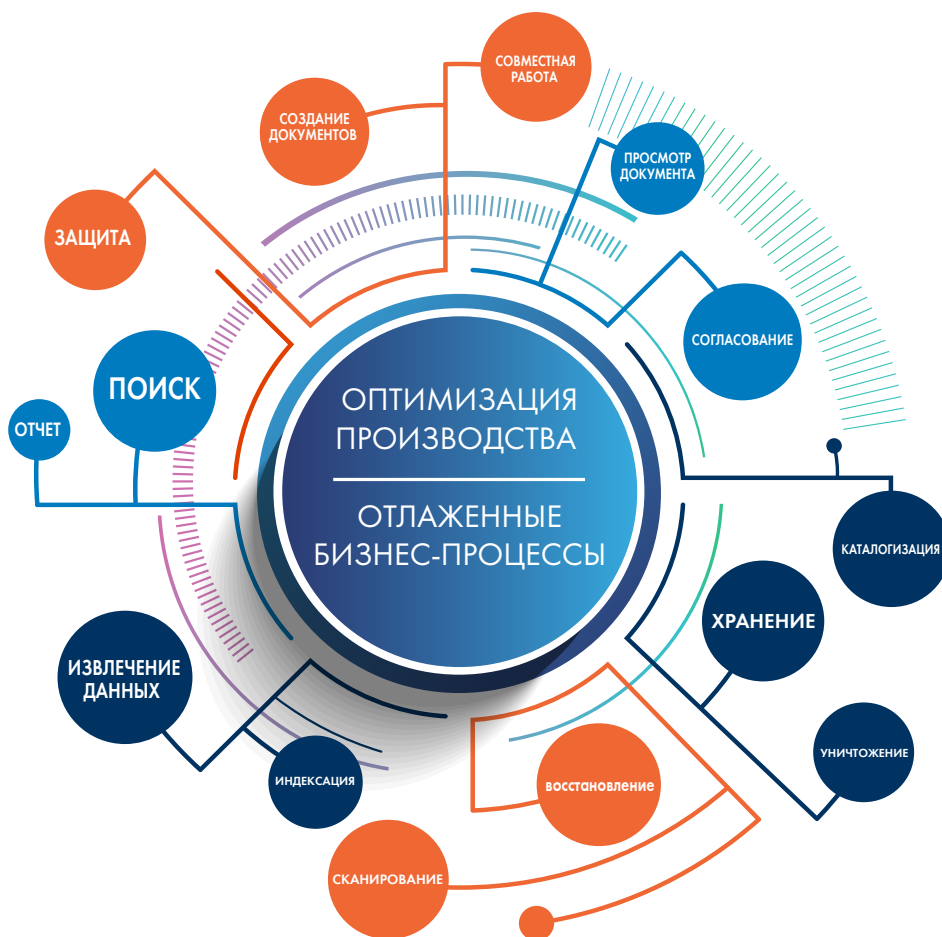 СОВМЕСТНАЯ
РАБОТА
СОЗДАНИЕ
ДОКУМЕНТОВ
ПРОСМОТР
ДОКУМЕНТА
ЗАЩИТА
СОГЛАСОВАНИЕ
ПОИСК
ОТЧЕТ
ОПТИМИЗАЦИЯ
ПРОИЗВОДСТВА
ОТЛАЖЕННЫЕ
БИЗНЕС-ПРОЦЕССЫ
КАТАЛОГИЗАЦИЯ
ХРАНЕНИЕ
ИЗВЛЕЧЕНИЕ
ДАННЫХ
УНИЧТОЖЕНИЕ
ИНДЕКСАЦИЯ
восстановление
СКАНИРОВАНИЕ